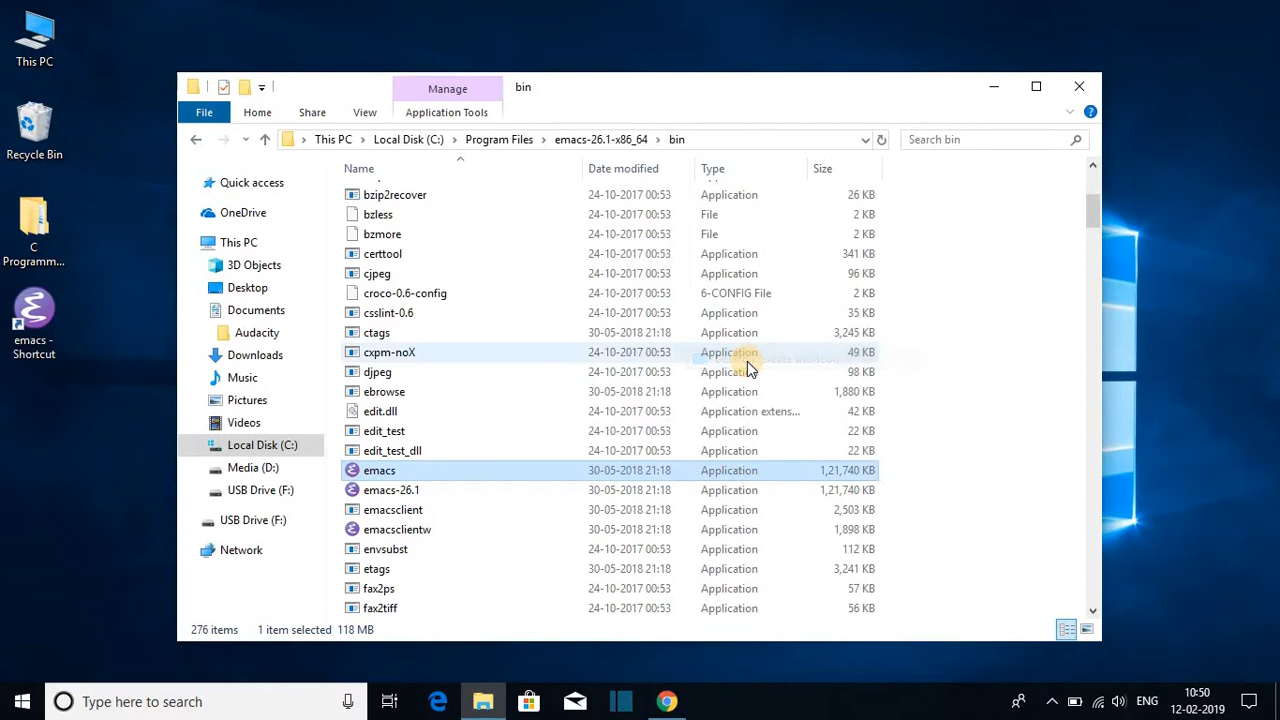 This PC
Recycle Bin
C
Programm...
emacs -
Shortcut
Manage
bin
File
Home
Share
View
Application Tools
This PC
Local Disk (C:)
Program Files
emacs-26.1-x86_64
bin
Search bin
Name
Date modified
Type
Size
Quick access
OneDrive
This PC
3D Objects
Desktop
Documents
Audacity
Downloads
Music
Pictures
Videos
Local Disk (C:)
Media (D:)
USB Drive (F:)
USB Drive (F:)
Network
bzip2recover 24-10-2017 00:53 Application 26 KB
bzless 24-10-2017 00:53 File 2 KB
bzmore 24-10-2017 00:53 File 2 KB
certtool 24-10-2017 00:53 Application 341 KB
cjpeg 24-10-2017 00:53 Application 96 KB
croco-0.6-config 24-10-2017 00:53 6-CONFIG File 2 KB
csslint-0.6 24-10-2017 00:53 Application 35 KB
ctags 30-05-2018 21:18 Application 3,245 KB
cxpm-noX 24-10-2017 00:53 Application 49 KB
djpeg 24-10-2017 00:53 Application 98 KB
ebrowse 30-05-2018 21:18 Application 1,880 KB
edit.dll 24-10-2017 00:53 Application extens... 42 KB
edit_test 24-10-2017 00:53 Application 22 KB
edit_test_dll 24-10-2017 00:53 Application 22 KB
emacs 30-05-2018 21:18 Application 1,21,740 KB
emacs-26.1 30-05-2018 21:18 Application 1,21,740 KB
emacsclient 30-05-2018 21:18 Application 2,503 KB
emacsclientw 30-05-2018 21:18 Application 1,898 KB
envsubst 24-10-2017 00:53 Application 112 KB
etags 30-05-2018 21:18 Application 3,241 KB
fax2ps 24-10-2017 00:53 Application 57 KB
fax2tiff 24-10-2017 00:53 Application 56 KB
276 items
1 item selected 118 MB
Type here to search
ENG
10:50
12-02-2019